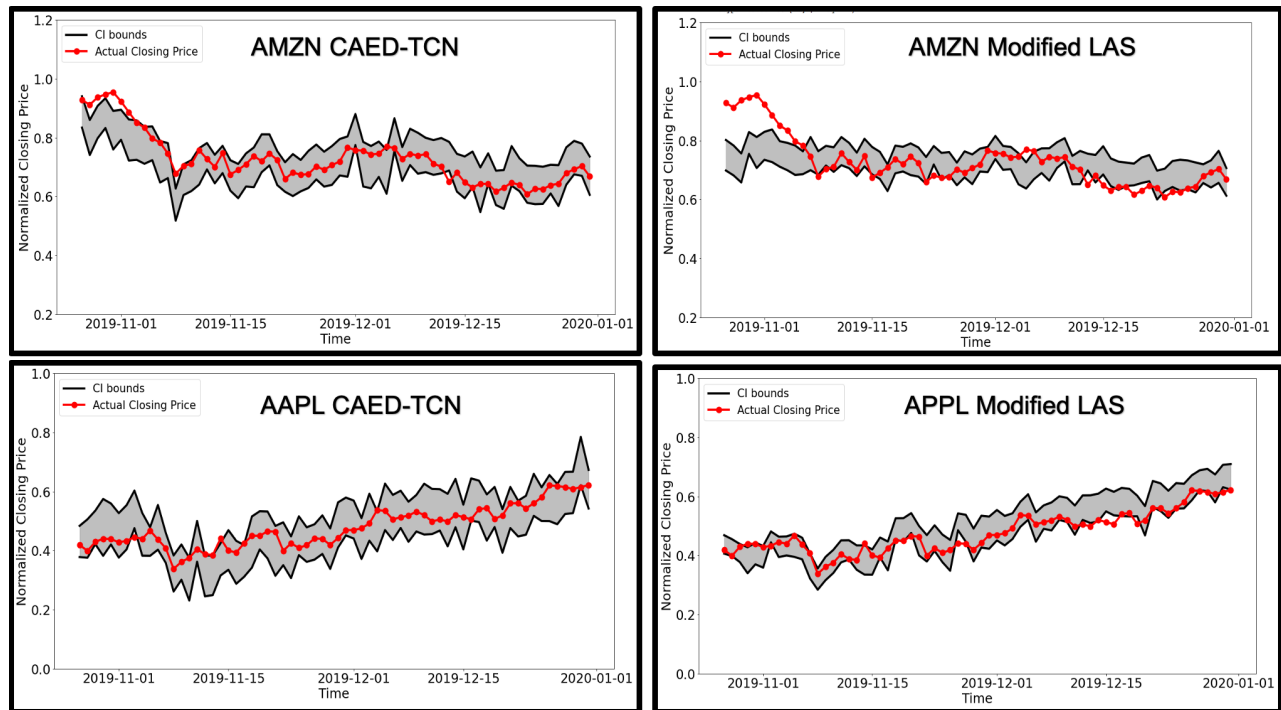 AMZN CAED-TCN
CI bounds
Actual Closing Price
Normalized Closing Price
1.2
1.0
0.8
0.6
0.4
0.2
2019-11-01
2019-11-15
2019-12-01
2019-12-15
2020-01-01
Time
AMZN Modified LAS
CI bounds
Actual Closing Price
Normalized Closing Price
1.2
1.0
0.8
0.6
0.4
0.2
2019-11-01
2019-11-15
2019-12-01
2019-12-15
2020-01-01
Time
AAPL CAED-TCN
CI bounds
Actual Closing Price
Normalized Closing Price
1.0
0.8
0.6
0.4
0.2
0.0
2019-11-01
2019-11-15
2019-12-01
2019-12-15
2020-01-01
Time
APPL Modified LAS
CI bounds
Actual Closing Price
Normalized Closing Price
1.0
0.8
0.6
0.4
0.2
0.0
2019-11-01
2019-11-15
2019-12-01
2019-12-15
2020-01-01
Time